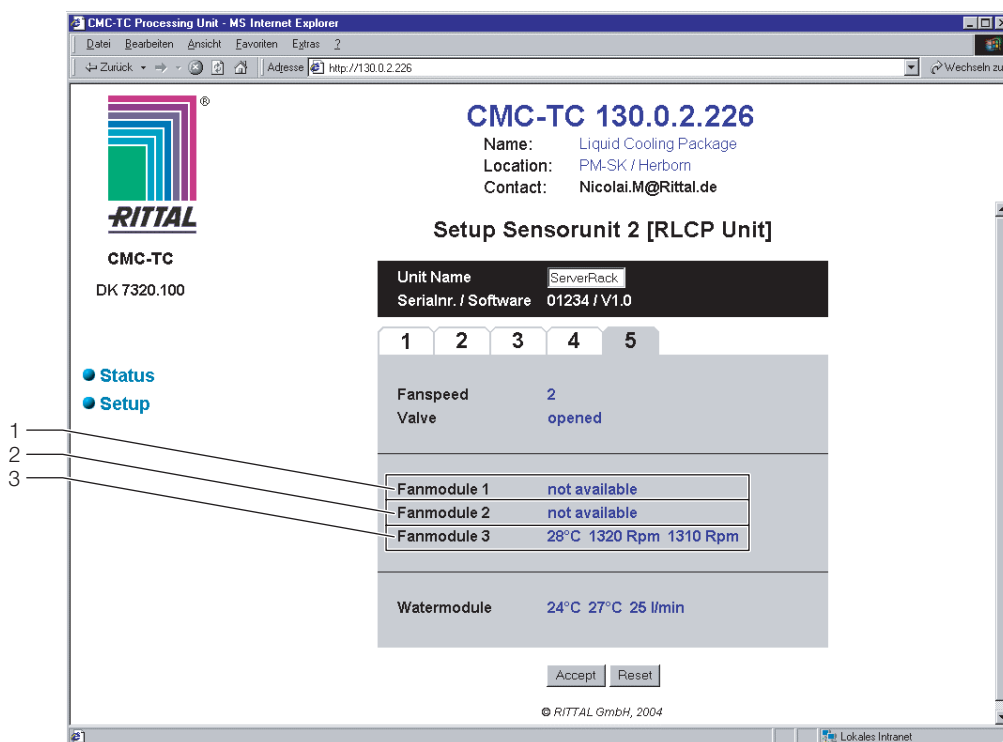 CMC-TC Processing Unit - MS Internet Explorer
Datei Bearbeiten Ansicht Favoriten Extras ?
Zurück Adresse http://130.0.2.226 Wechseln zu
®
RITTAL
CMC-TC
DK 7320.100
Status
Setup
CMC-TC 130.0.2.226
Name: Liquid Cooling Package
Location: PM-SK / Herborn
Contact: Nicolai.M@Rittal.de
Setup Sensorunit 2 [RLCP Unit]
Unit Name ServerRack
Serialnr. / Software 01234 / V1.0
1 2 3 4 5
Fanspeed 2
Valve opened
1
2
3
Fanmodule 1 not available
Fanmodule 2 not available
Fanmodule 3 28°C 1320 Rpm 1310 Rpm
Watermodule 24°C 27°C 25 l/min
Accept Reset
© RITTAL GmbH, 2004
Lokales Intranet